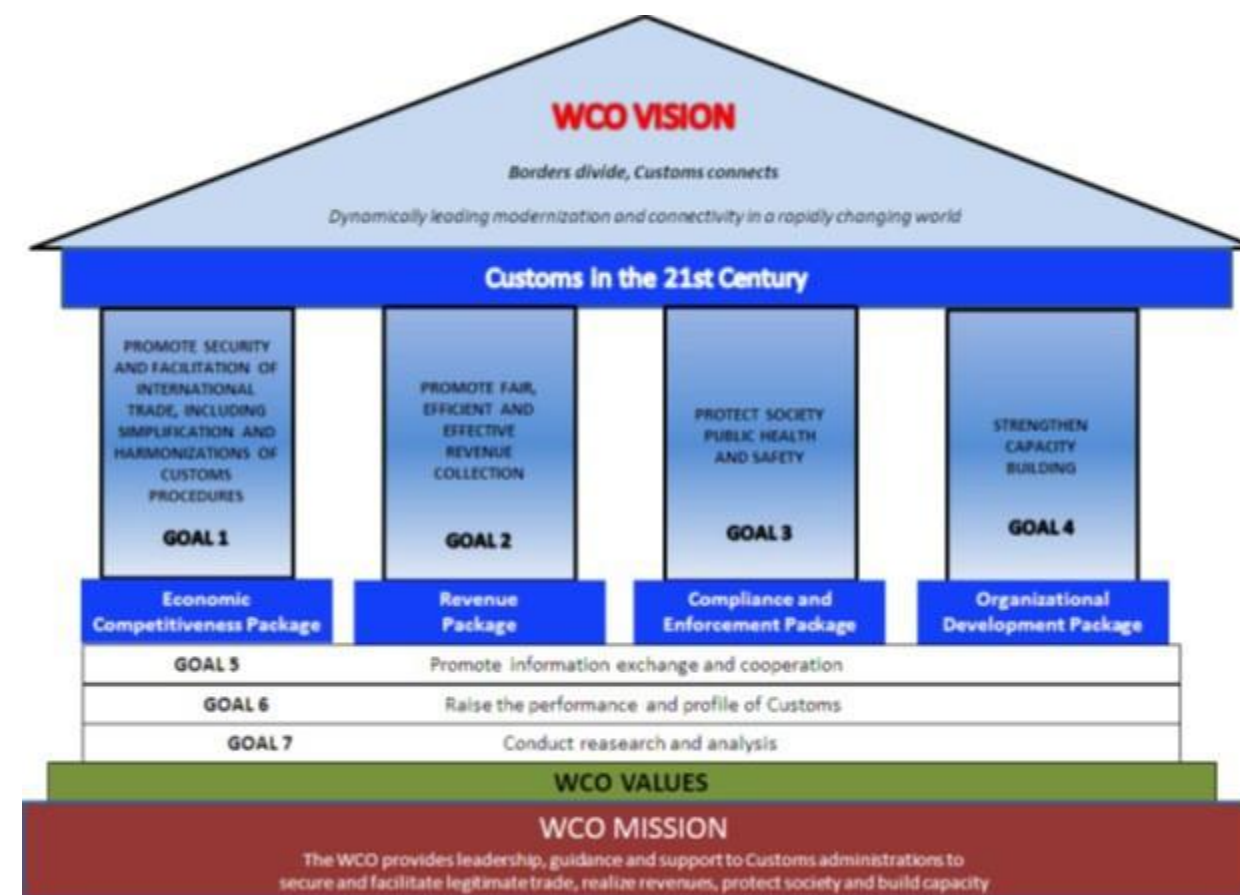 WCO VISION
Borders divide, Customs connects
Dynamically leading modernization and connectivity in a rapidly changing world
Customs in the 21st Century
PROMOTE SECURITY
AND FACILITATION OF
INTERNATIONAL
TRADE, INCLUDING
SIMPLIFICATION AND
HARMONIZATIONS OF
CUSTOMS
PROCEDURES
GOAL 1
PROMOTE FAIR,
EFFICIENT AND
EFFECTIVE
REVENUE
COLLECTION
GOAL 2
PROTECT SOCIETY
PUBLIC HEALTH
AND SAFETY
GOAL 3
STRENGTHEN
CAPACITY
BUILDING
GOAL 4
Economic
Competitiveness Package
Revenue
Package
Compliance and
Enforcement Package
Organizational
Development Package
GOAL 5 Promote information exchange and cooperation
GOAL 6 Raise the performance and profile of Customs
GOAL 7 Conduct reasearch and analysis
WCO VALUES
WCO MISSION
The WCO provides leadership, guidance and support to Customs administrations to
secure and facilitate legitimate trade, realize revenues, protect society and build capacity